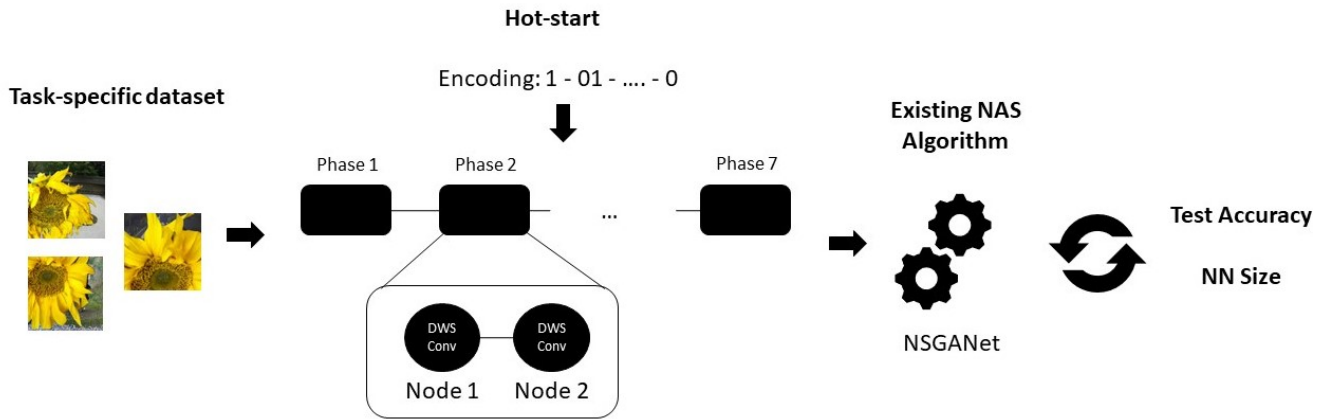 Hot-start
Encoding: 1 - 01 - .... - 0
Task-specific dataset
Existing NAS
Algorithm
Phase 1
Phase 2
Phase 7
...
Test Accuracy
NN Size
DWS
Conv
DWS
Conv
Node 1
Node 2
NSGANet